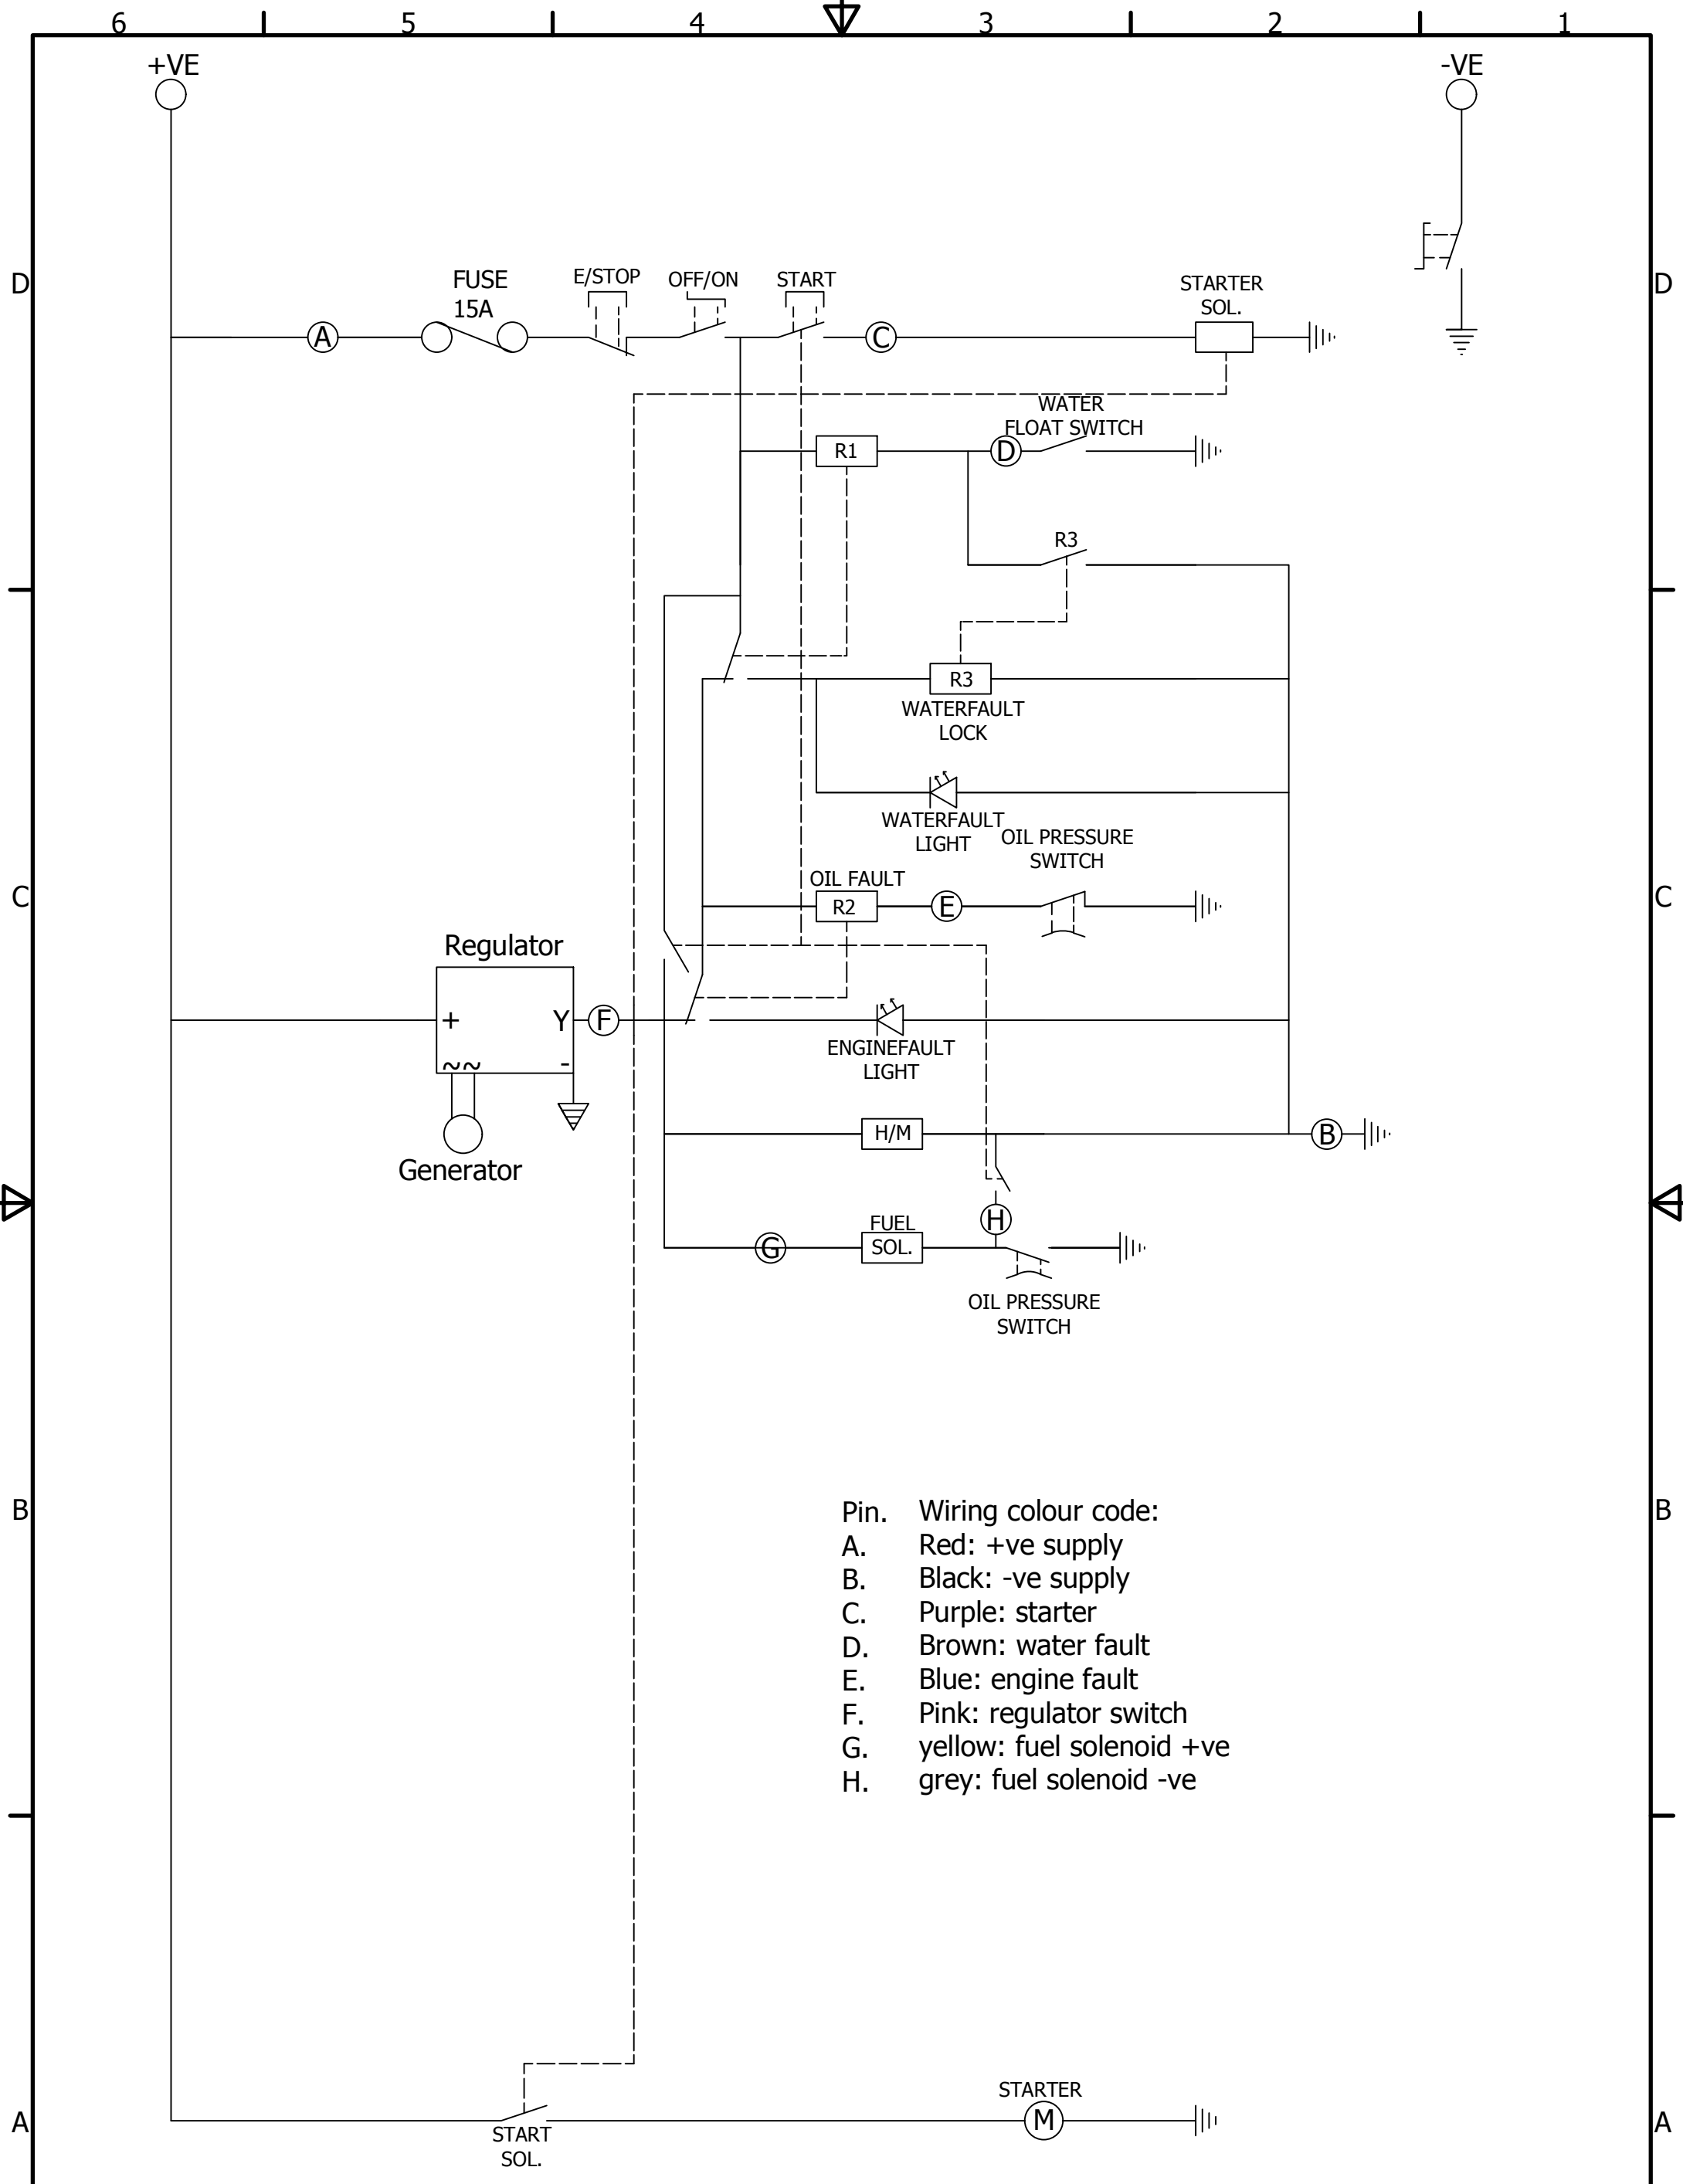 6 5 4 3 2 1
+VE -VE
D D
FUSE
15A
E/STOP OFF/ON START
STARTER
SOL.
A C
WATER
FLOAT SWITCH
R1 D
R3
R3
WATERFAULT
LOCK
WATERFAULT
LIGHT
OIL PRESSURE
SWITCH
C C
OIL FAULT
R2 E
Regulator
+ Y F
~~ -
ENGINEFAULT
LIGHT
Generator
H/M B
H
FUEL
G SOL.
OIL PRESSURE
SWITCH
B B
Pin. Wiring colour code:
A. Red: +ve supply
B. Black: -ve supply
C. Purple: starter
D. Brown: water fault
E. Blue: engine fault
F. Pink: regulator switch
G. yellow: fuel solenoid +ve
H. grey: fuel solenoid -ve
STARTER
M
A A
START
SOL.